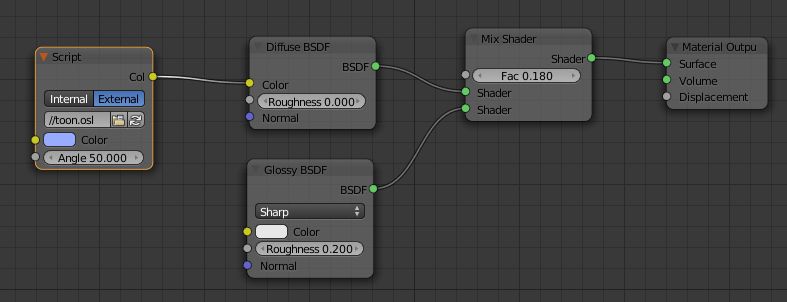 Script
Col
Internal External
//toon.osl
Color
Angle 50.000
Diffuse BSDF
BSDF
Color
Roughness 0.000
Normal
Glossy BSDF
BSDF
Sharp
Color
Roughness 0.200
Normal
Mix Shader
Shader
Fac 0.180
Shader
Shader
Material Outpu
Surface
Volume
Displacement